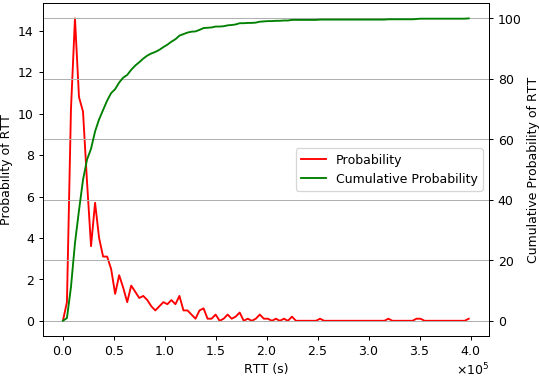 Probability of RTT
14
12
10
8
6
4
2
0
Probability
Cumulative Probability
100
80
60
40
20
0
Cumulative Probability of RTT
0.0 0.5 1.0 1.5 2.0 2.5 3.0 3.5 4.0
×10⁵
RTT (s)